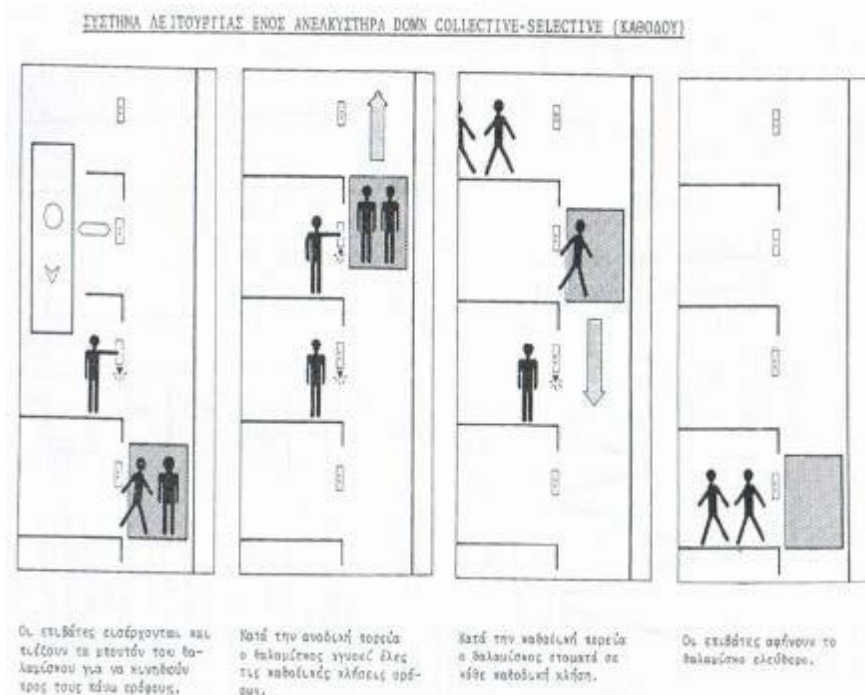 ΣΥΣΤΗΜΑ ΛΕΙΤΟΥΡΓΙΑΣ ΕΝΟΣ ΑΝΕΛΚΥΣΤΗΡΑ DOWN COLLECTIVE-SELECTIVE (ΚΑΘΟΔΟΥ)
Οι επιβάτες εισέρχονται και
πιέζουν το μπουτόν του θα-
λαμίσκου για να κινηθούν
προς τους πάνω ορόφους.
Κατά την ανοδική πορεία
ο θαλαμίσκος αγνοεί όλες
τις καθοδικές κλήσεις ορό-
φων.
Κατά την καθοδική πορεία
ο θαλαμίσκος σταματά σε
κάθε καθοδική κλήση.
Οι επιβάτες αφήνουν το
θαλαμίσκο ελεύθερο.